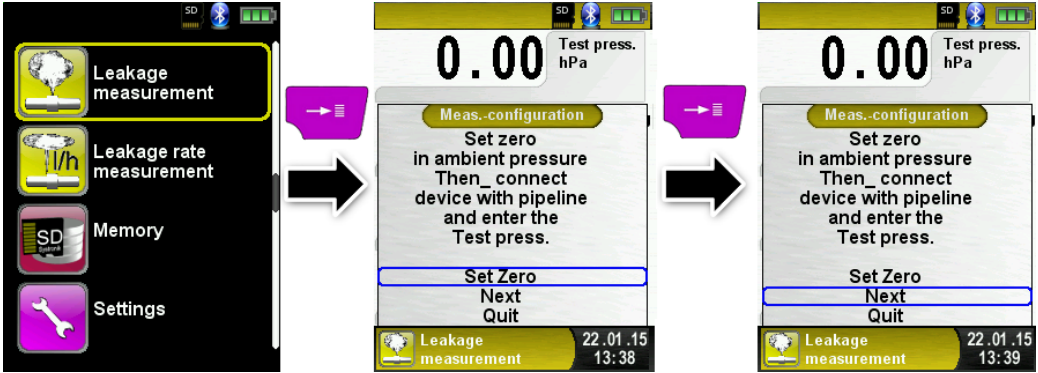 SD
Leakage
measurement
l/h
Leakage rate
measurement
SD
Systronik
Memory
Settings
SD
0.00
Test press.
hPa
Meas.-configuration
Set zero
in ambient pressure
Then_ connect
device with pipeline
and enter the
Test press.
Set Zero
Next
Quit
Leakage
measurement
22.01.15
13:38
SD
0.00
Test press.
hPa
Meas.-configuration
Set zero
in ambient pressure
Then_ connect
device with pipeline
and enter the
Test press.
Set Zero
Next
Quit
Leakage
measurement
22.01.15
13:39